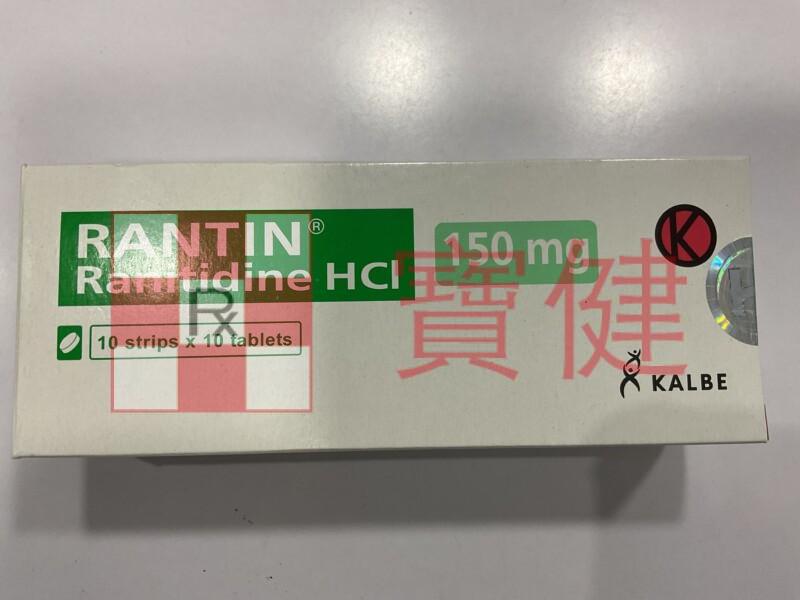 RANTIN®
Ranitidine HCl
150 mg
K
Rx
10 strips x 10 tablets
寶健
KALBE